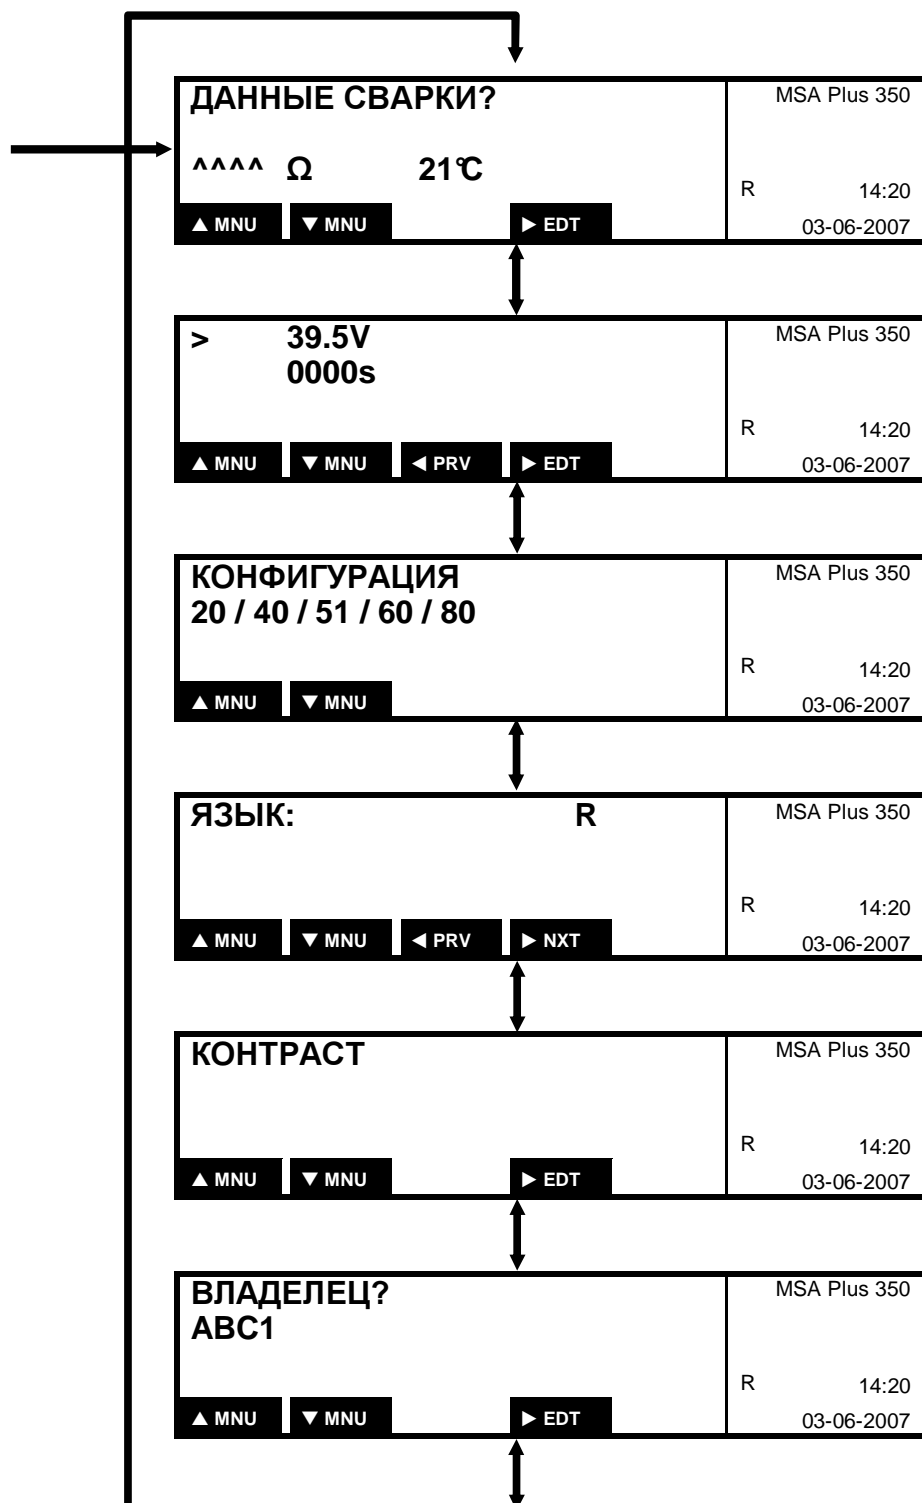 ДАННЫЕ СВАРКИ?
MSA Plus 350
^^^^ Ω 21°C
R 14:20
▲ MNU ▼ MNU ► EDT
03-06-2007
> 39.5V
MSA Plus 350
0000s
R 14:20
▲ MNU ▼ MNU ◄ PRV ► EDT
03-06-2007
КОНФИГУРАЦИЯ
MSA Plus 350
20 / 40 / 51 / 60 / 80
R 14:20
▲ MNU ▼ MNU
03-06-2007
ЯЗЫК: R
MSA Plus 350
R 14:20
▲ MNU ▼ MNU ◄ PRV ► NXT
03-06-2007
КОНТРАСТ
MSA Plus 350
R 14:20
▲ MNU ▼ MNU ► EDT
03-06-2007
ВЛАДЕЛЕЦ?
MSA Plus 350
ABC1
R 14:20
▲ MNU ▼ MNU ► EDT
03-06-2007